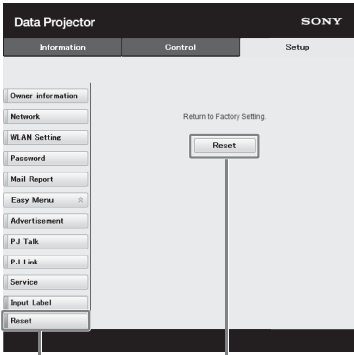 Data Projector
SONY
Information
Control
Setup
Owner information
Network
WLAN Setting
Password
Mail Report
Easy Menu
Advertisement
PJ Talk
PJ Link
Service
Input Label
Reset
Return to Factory Setting.
Reset